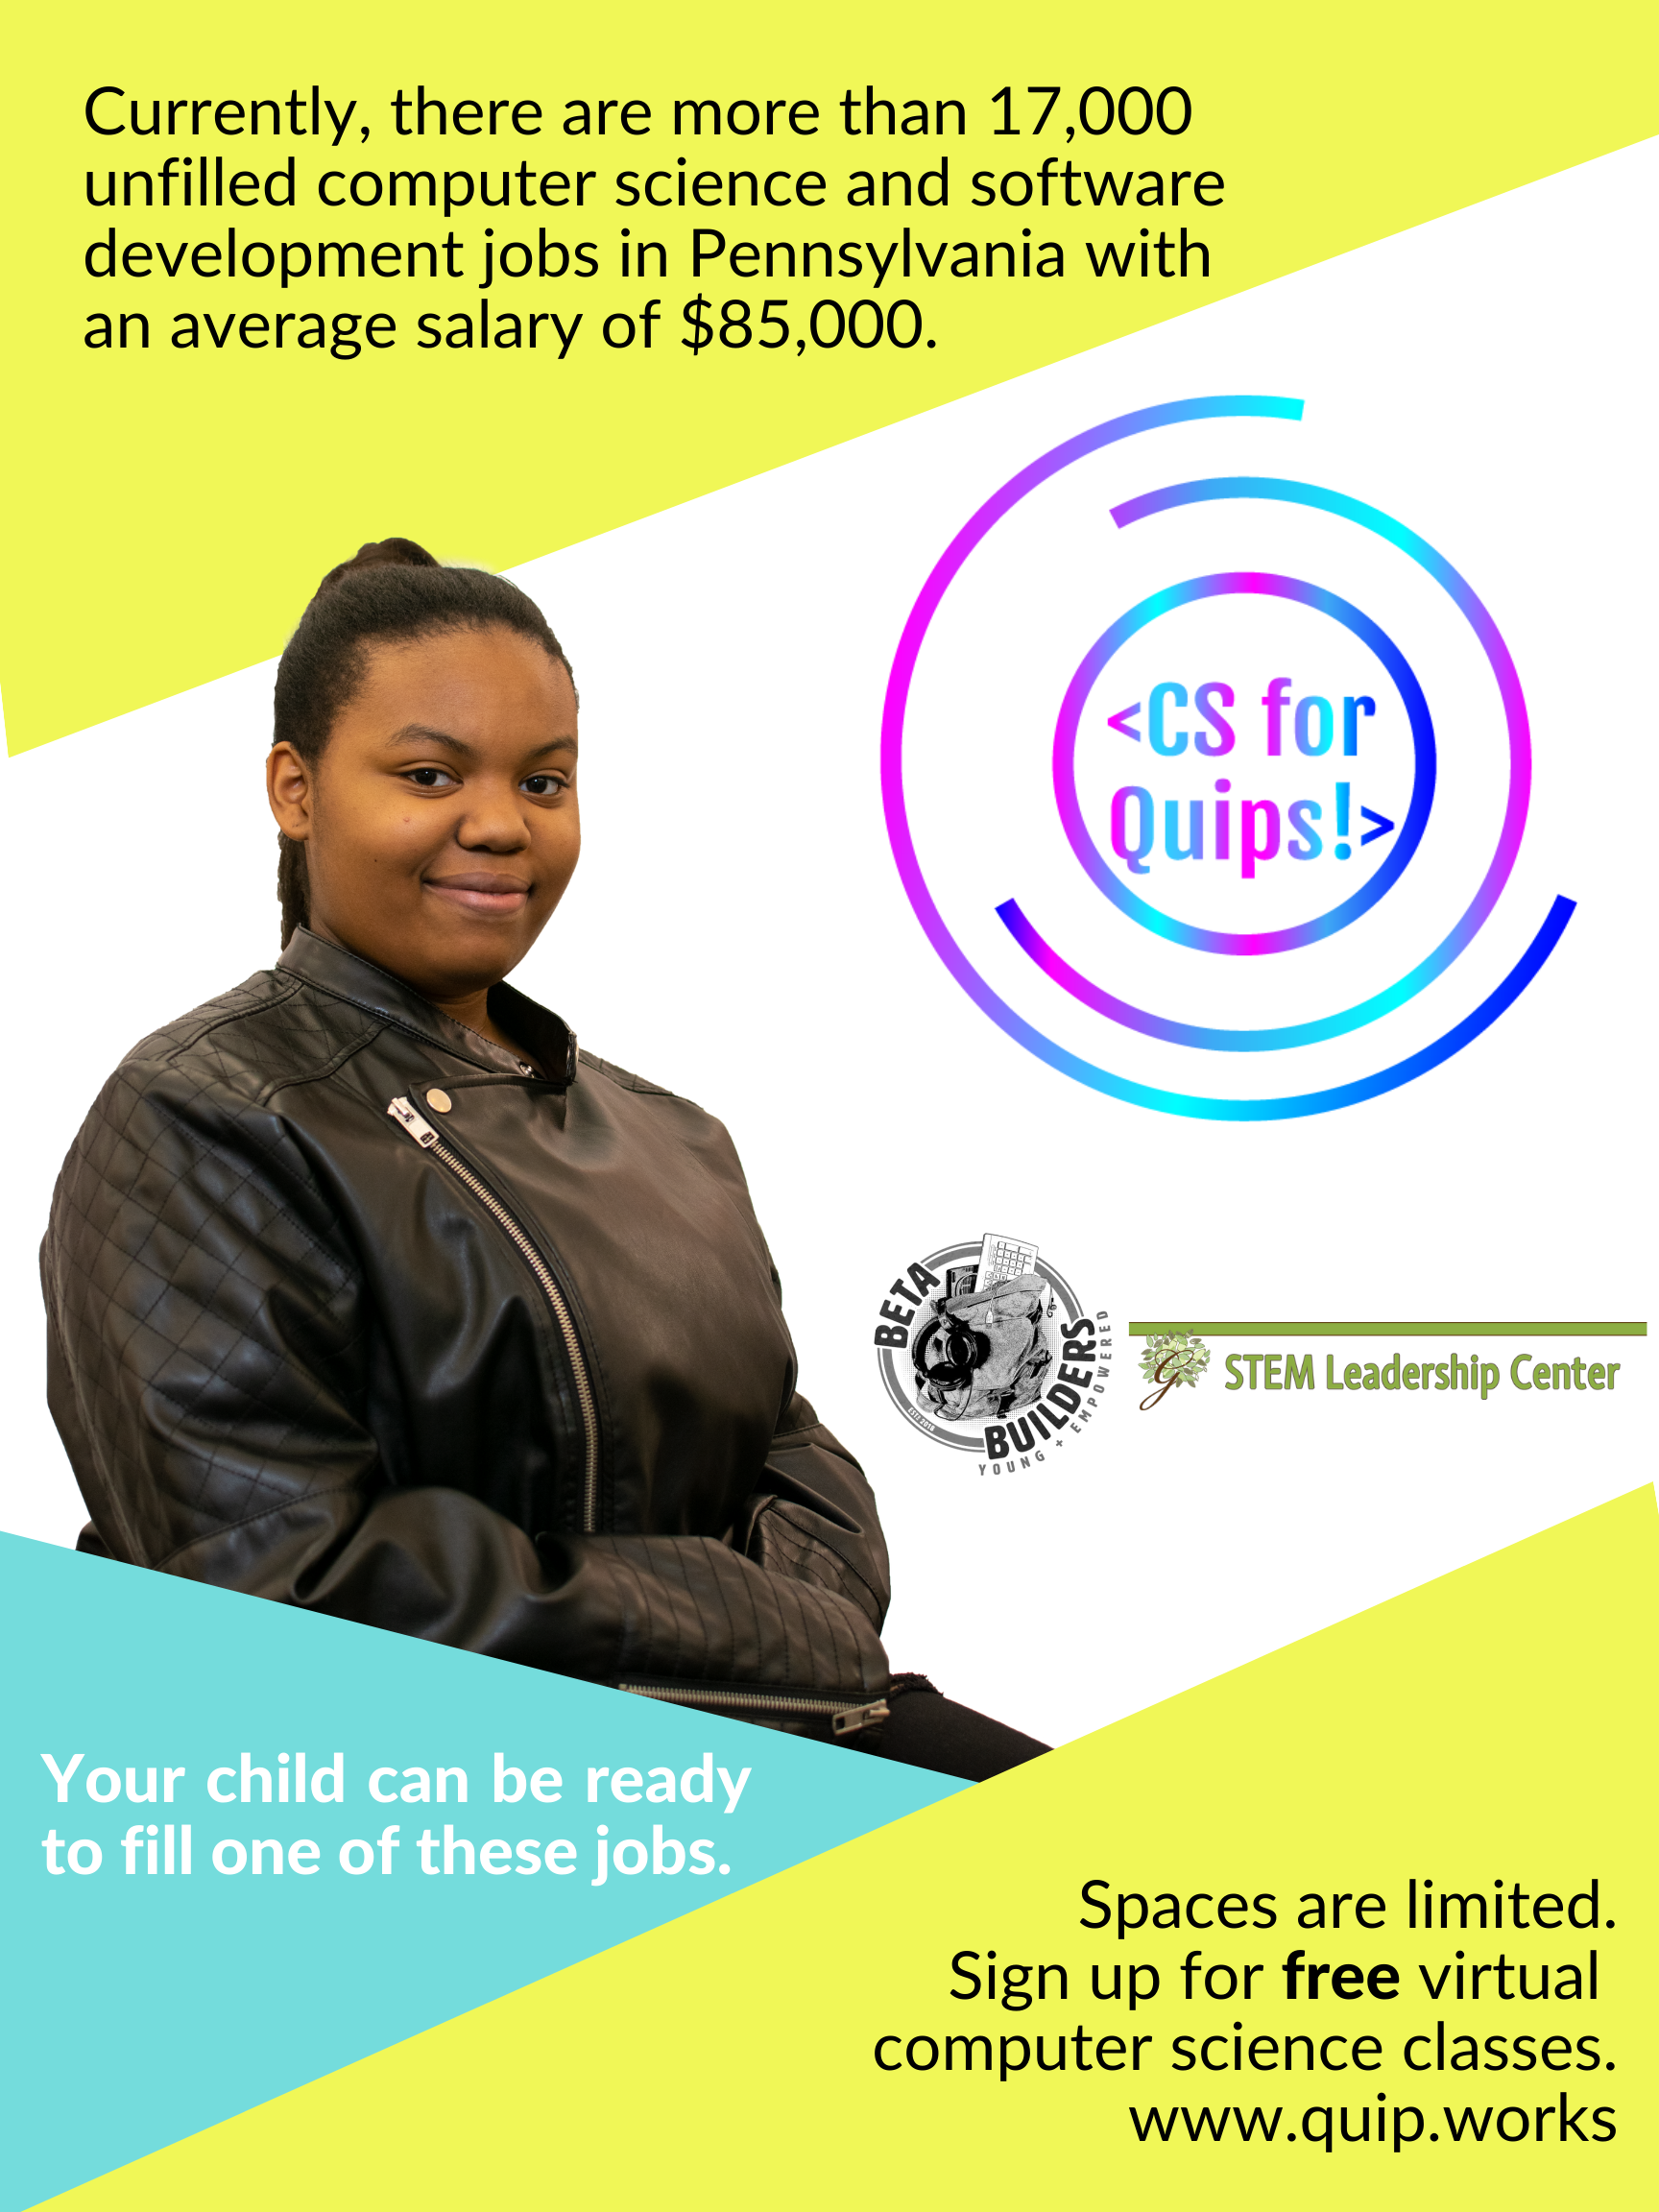 Currently, there are more than 17,000
unfilled computer science and software
development jobs in Pennsylvania with
an average salary of $85,000.
<CS for
Quips!>
BETA
BUILDERS
YOUNG + EMPOWERED
G STEM Leadership Center
Your child can be ready
to fill one of these jobs.
Spaces are limited.
Sign up for free virtual
computer science classes.
www.quip.works